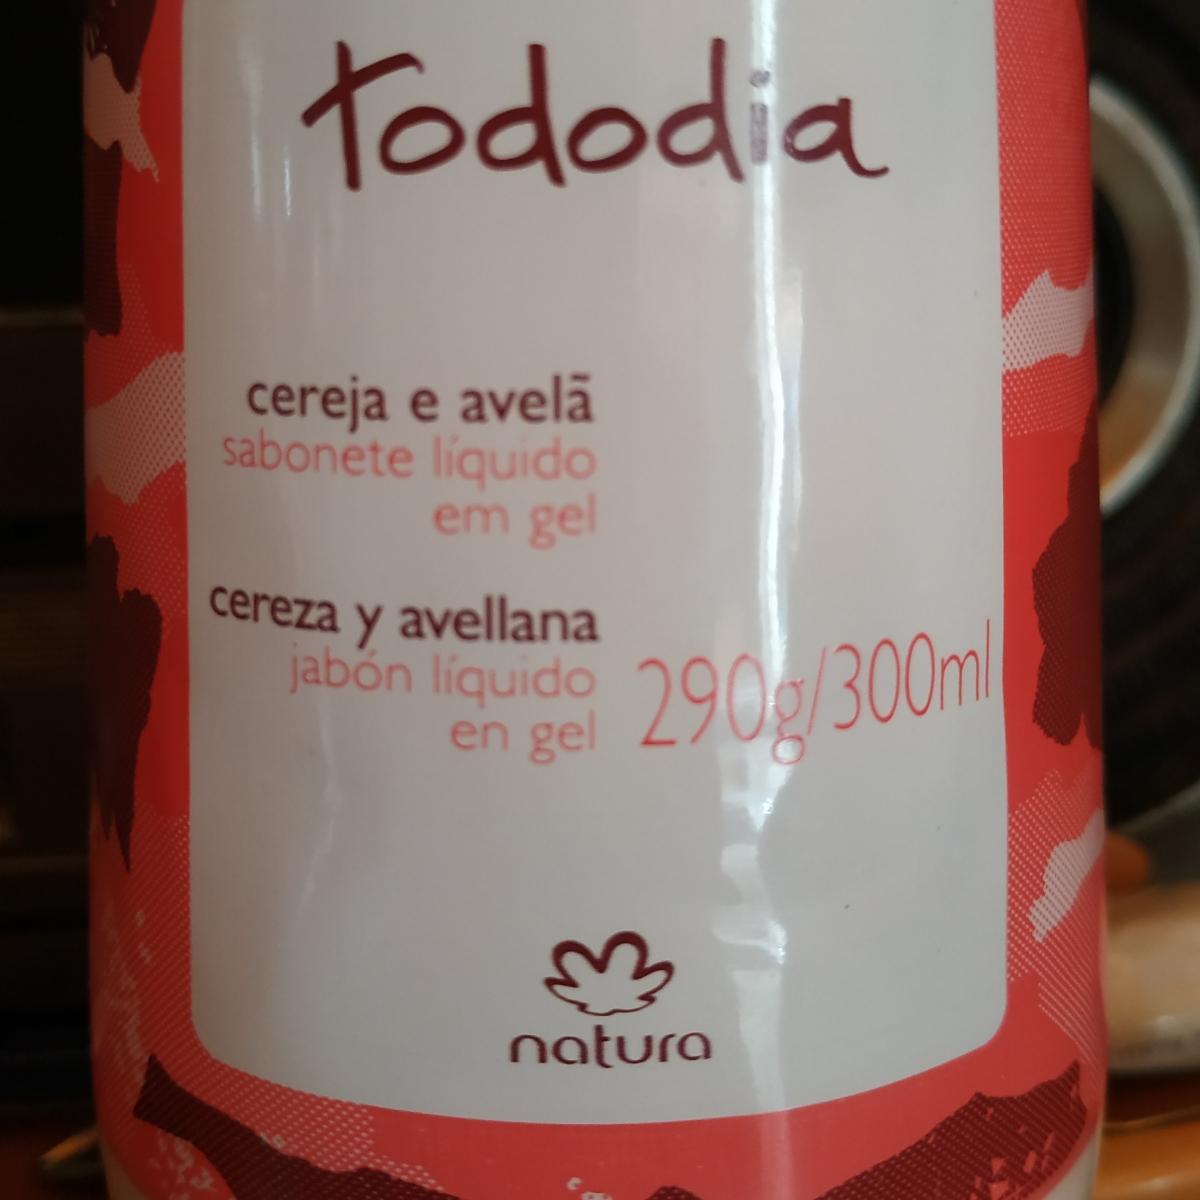 tododia
cereja e avelã
sabonete líquido
em gel
cereza y avellana
jabón líquido
en gel
290g/300ml
natura